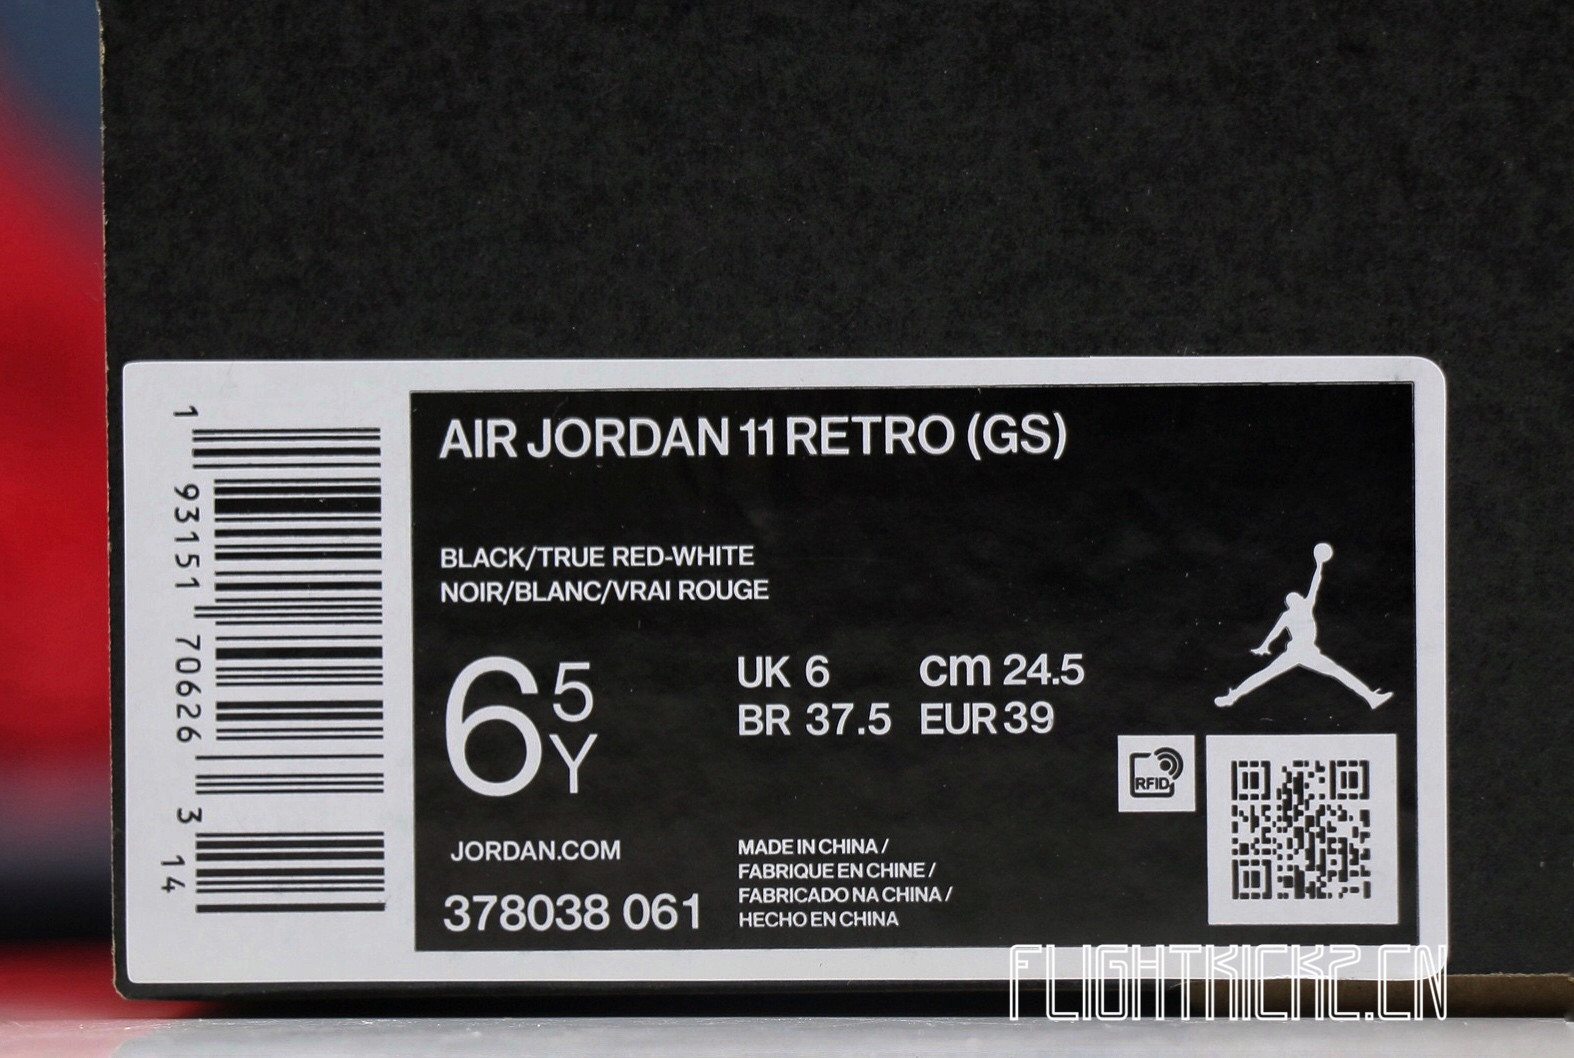 1 93151 70626 3 14
AIR JORDAN 11 RETRO (GS)
BLACK/TRUE RED-WHITE
NOIR/BLANC/VRAI ROUGE
6 5 Y
UK 6 cm 24.5
BR 37.5 EUR 39
RFID
JORDAN.COM
378038 061
MADE IN CHINA /
FABRIQUE EN CHINE /
FABRICADO NA CHINA /
HECHO EN CHINA
FLIGHTKICKZ.CN